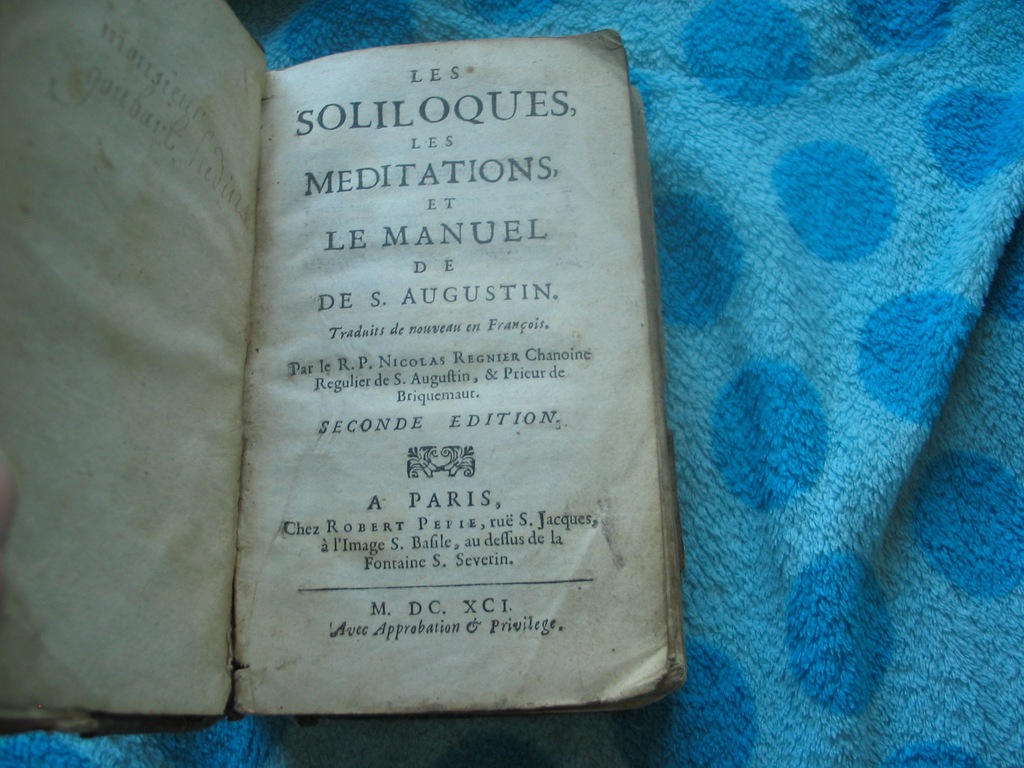 monsieur
goubart
LES
SOLILOQUES,
LES
MEDITATIONS,
ET
LE MANUEL
DE
DE S. AUGUSTIN.
Traduits de nouveau en François.
Par le R. P. NICOLAS REGNIER Chanoine
Regulier de S. Auguſtin, & Prieur de
Briquemaut.
SECONDE EDITION.
A PARIS,
Chez ROBERT PEPIE, ruë S. Jacques,
à l'Image S. Baſile, au deſſus de la
Fontaine S. Severin.
M. DC. XCI.
Avec Approbation & Privilege.